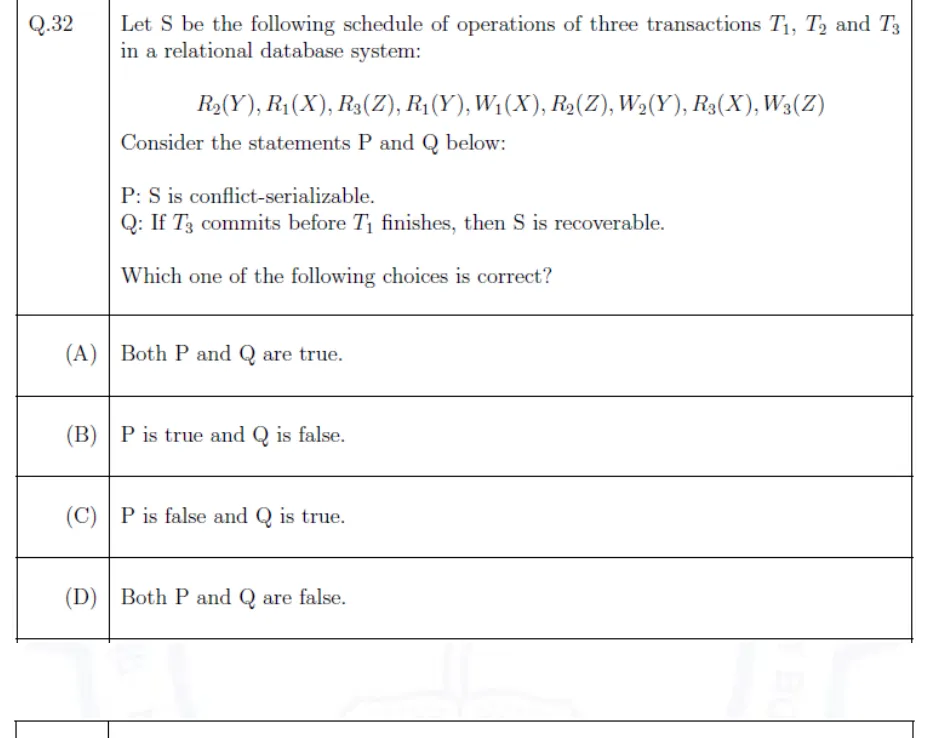 Q.32 Let S be the following schedule of operations of three transactions T₁, T₂ and T₃
in a relational database system:
R₂(Y), R₁(X), R₃(Z), R₁(Y), W₁(X), R₂(Z), W₂(Y), R₃(X), W₃(Z)
Consider the statements P and Q below:
P: S is conflict-serializable.
Q: If T₃ commits before T₁ finishes, then S is recoverable.
Which one of the following choices is correct?
(A) Both P and Q are true.
(B) P is true and Q is false.
(C) P is false and Q is true.
(D) Both P and Q are false.